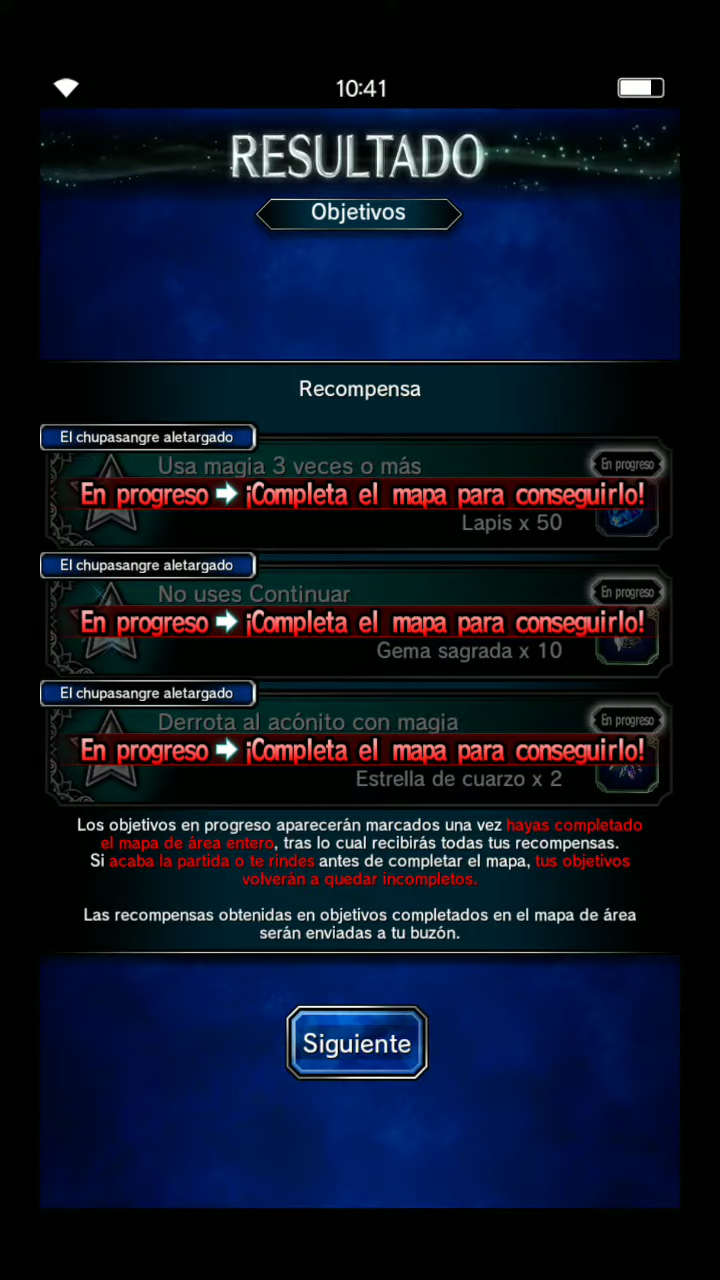 10:41
RESULTADO
Objetivos
Recompensa
El chupasangre aletargado
Usa magia 3 veces o más
En progreso
En progreso ➡ ¡Completa el mapa para conseguirlo!
Lapis x 50
El chupasangre aletargado
No uses Continuar
En progreso
En progreso ➡ ¡Completa el mapa para conseguirlo!
Gema sagrada x 10
El chupasangre aletargado
Derrota al acónito con magia
En progreso
En progreso ➡ ¡Completa el mapa para conseguirlo!
Estrella de cuarzo x 2
Los objetivos en progreso aparecerán marcados una vez hayas completado
el mapa de área entero, tras lo cual recibirás todas tus recompensas.
Si acaba la partida o te rindes antes de completar el mapa, tus objetivos
volverán a quedar incompletos.
Las recompensas obtenidas en objetivos completados en el mapa de área
serán enviadas a tu buzón.
Siguiente